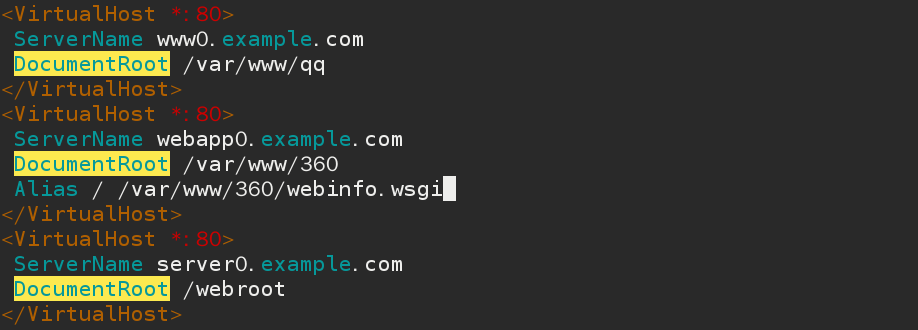 <VirtualHost *:80>
 ServerName www0.example.com
 DocumentRoot /var/www/qq
</VirtualHost>
<VirtualHost *:80>
 ServerName webapp0.example.com
 DocumentRoot /var/www/360
 Alias / /var/www/360/webinfo.wsgi
</VirtualHost>
<VirtualHost *:80>
 ServerName server0.example.com
 DocumentRoot /webroot
</VirtualHost>